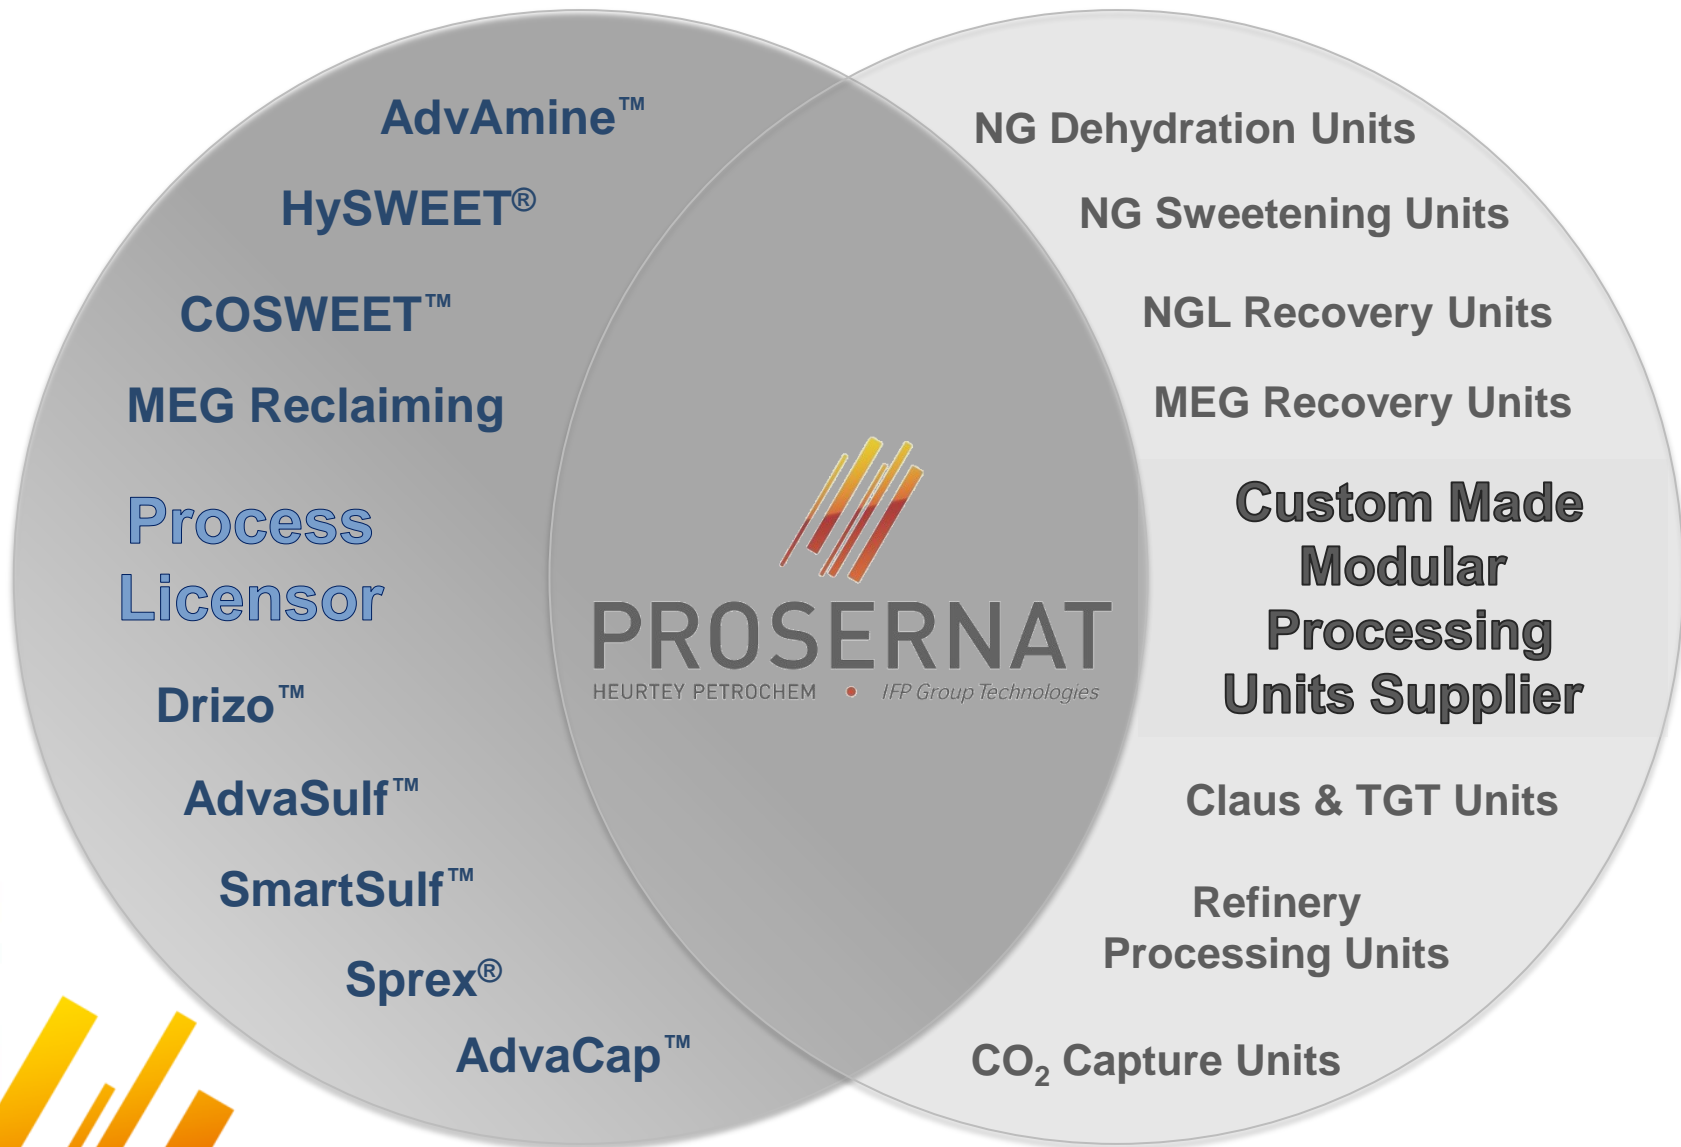 AdvAmine™
HySWEET®
COSWEET™
MEG Reclaiming
Process
Licensor
Drizo™
AdvaSulf™
SmartSulf™
Sprex®
AdvaCap™
PROSERNAT
HEURTEY PETROCHEM • IFP Group Technologies
NG Dehydration Units
NG Sweetening Units
NGL Recovery Units
MEG Recovery Units
Custom Made
Modular
Processing
Units Supplier
Claus & TGT Units
Refinery
Processing Units
CO₂ Capture Units